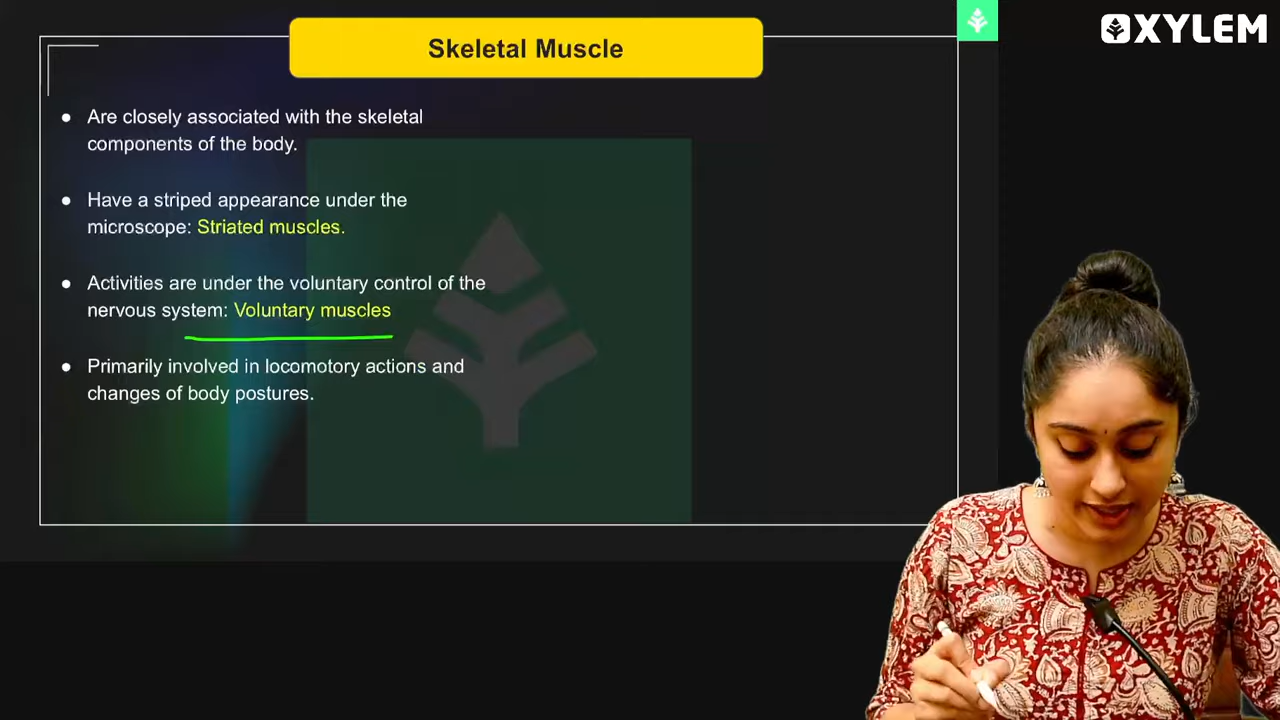 Skeletal Muscle
XYLEM
● Are closely associated with the skeletal
components of the body.
● Have a striped appearance under the
microscope: Striated muscles.
● Activities are under the voluntary control of the
nervous system: Voluntary muscles
● Primarily involved in locomotory actions and
changes of body postures.